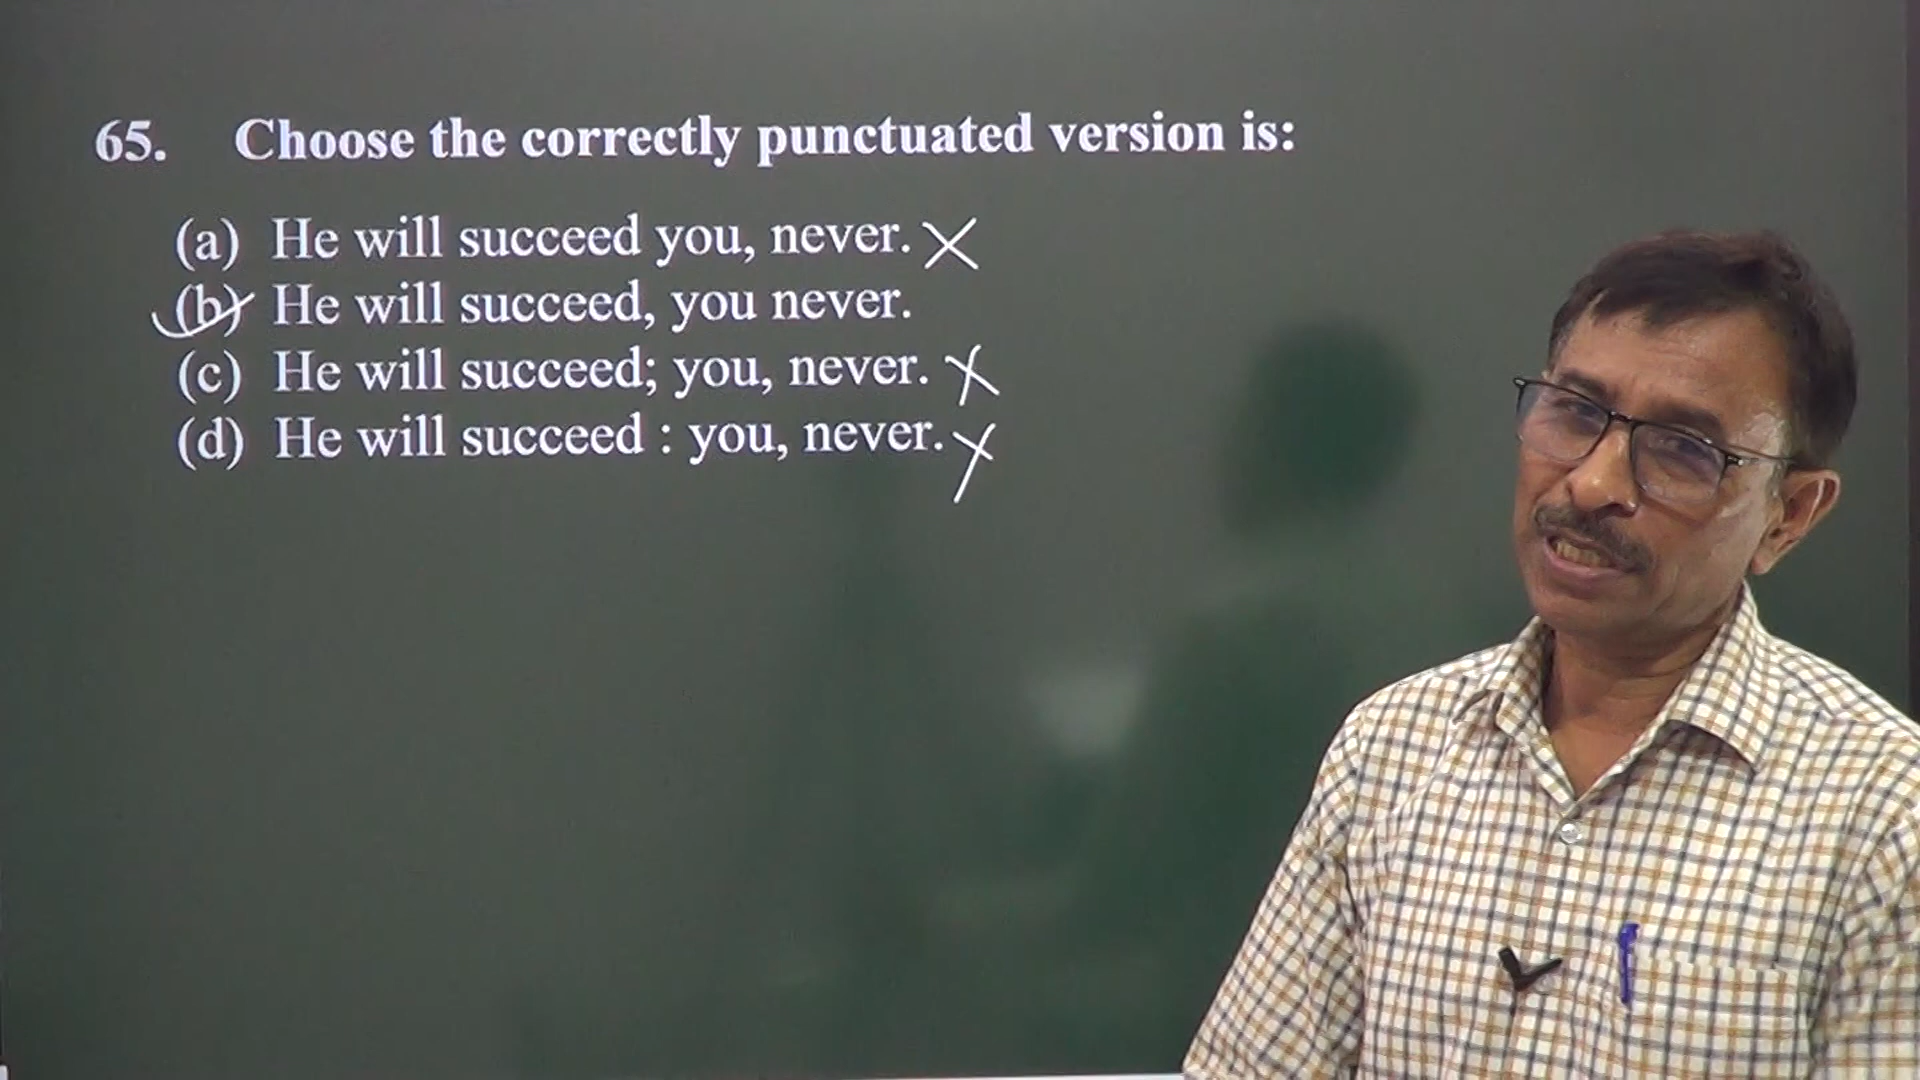 65. Choose the correctly punctuated version is:
(a) He will succeed you, never.
(b) He will succeed, you never.
(c) He will succeed; you, never.
(d) He will succeed : you, never.